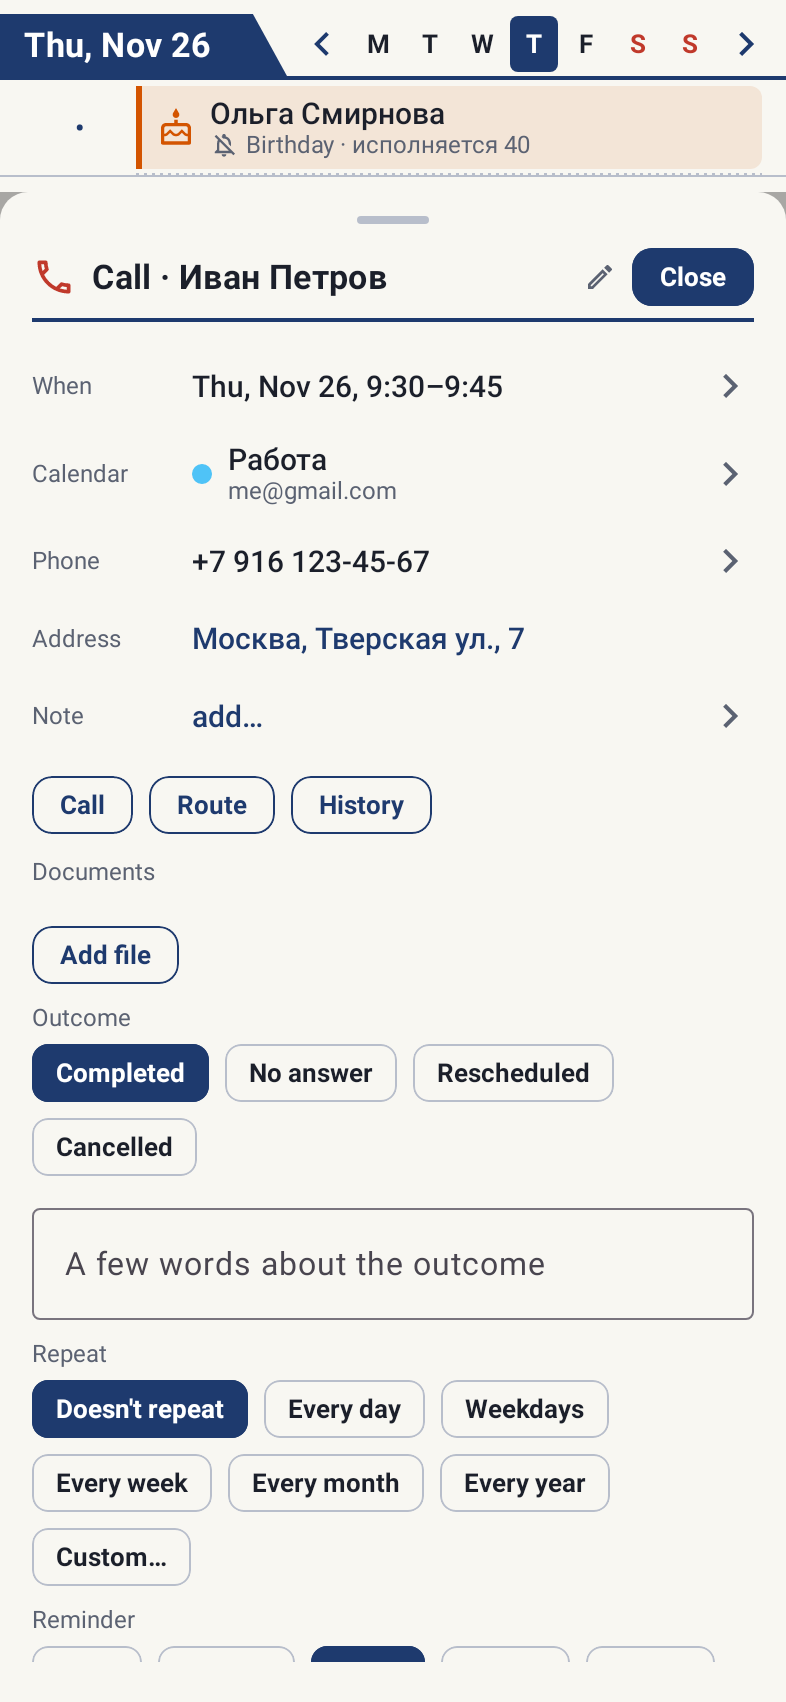 Thu, Nov 26
M T W T F S S
Ольга Смирнова
Birthday · исполняется 40
Call · Иван Петров
Close
When
Thu, Nov 26, 9:30–9:45
Calendar
Работа
me@gmail.com
Phone
+7 916 123-45-67
Address
Москва, Тверская ул., 7
Note
add…
Call Route History
Documents
Add file
Outcome
Completed No answer Rescheduled
Cancelled
A few words about the outcome
Repeat
Doesn't repeat Every day Weekdays
Every week Every month Every year
Custom…
Reminder